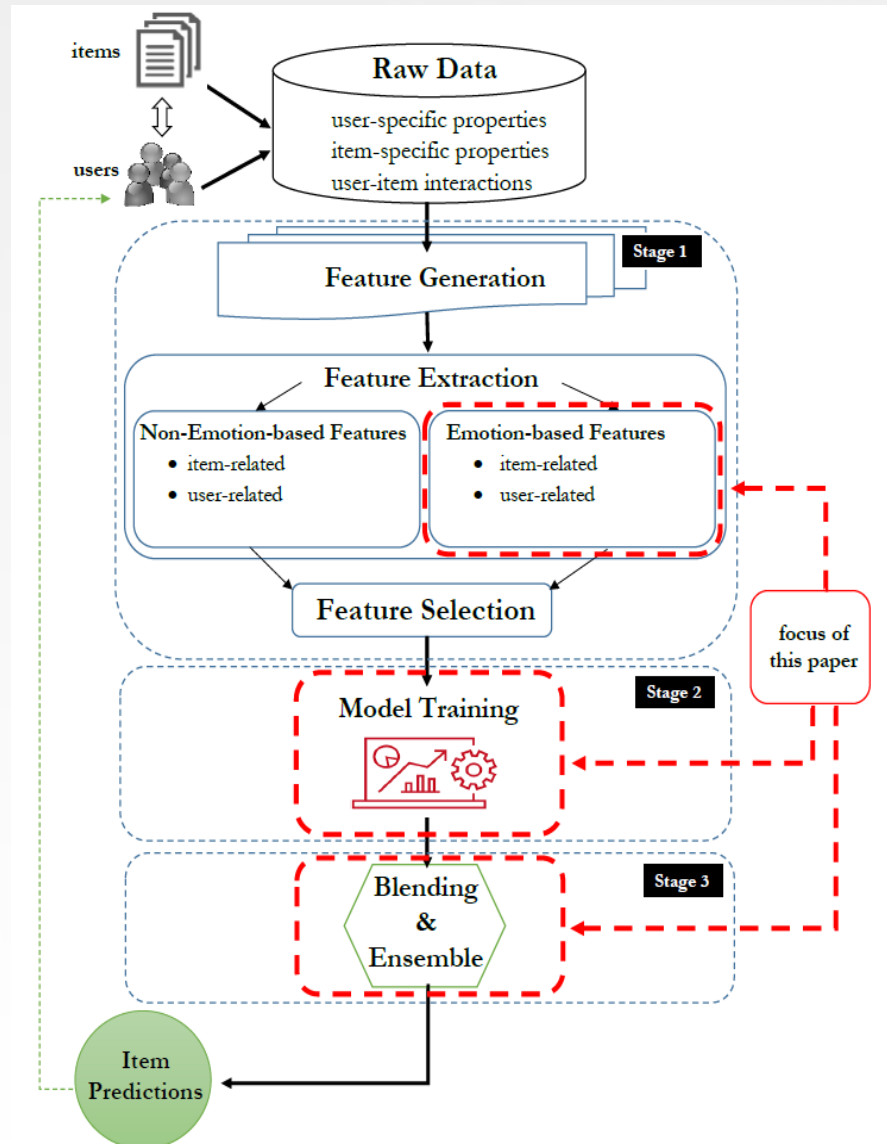 items
users
Raw Data
user-specific properties
item-specific properties
user-item interactions
Stage 1
Feature Generation
Feature Extraction
Non-Emotion-based Features
• item-related
• user-related
Emotion-based Features
• item-related
• user-related
Feature Selection
focus of
this paper
Stage 2
Model Training
Stage 3
Blending
&
Ensemble
Item
Predictions